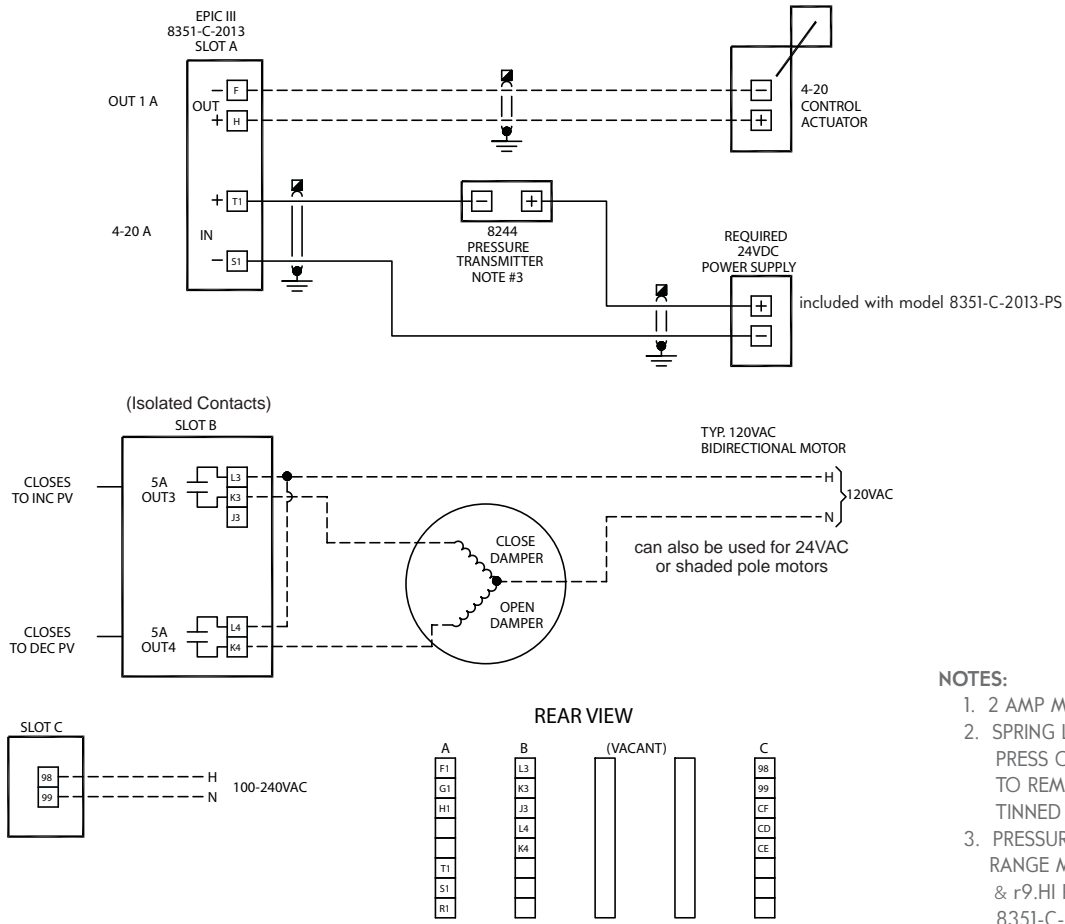 EPIC III
8351-C-2013
SLOT A
OUT 1 A
OUT
− F
+ H
4-20 A
IN
+ T1
− S1
− +
8244
PRESSURE
TRANSMITTER
NOTE #3
−
+
4-20
CONTROL
ACTUATOR
REQUIRED
24VDC
POWER SUPPLY
+
−
included with model 8351-C-2013-PS
(Isolated Contacts)
SLOT B
CLOSES
TO INC PV
5A
OUT3
L3
K3
J3
CLOSES
TO DEC PV
5A
OUT4
L4
K4
CLOSE
DAMPER
OPEN
DAMPER
TYP. 120VAC
BIDIRECTIONAL MOTOR
H
N
120VAC
can also be used for 24VAC
or shaded pole motors
SLOT C
98
99
H
N
100-240VAC
REAR VIEW
A
F1
G1
H1
T1
S1
R1
B
L3
K3
J3
L4
K4
(VACANT)
C
98
99
CF
CD
CE
NOTES:
1. 2 AMP M
2. SPRING L
PRESS C
TO REM
TINNED
3. PRESSUR
RANGE M
& r9.HI
8351-C-